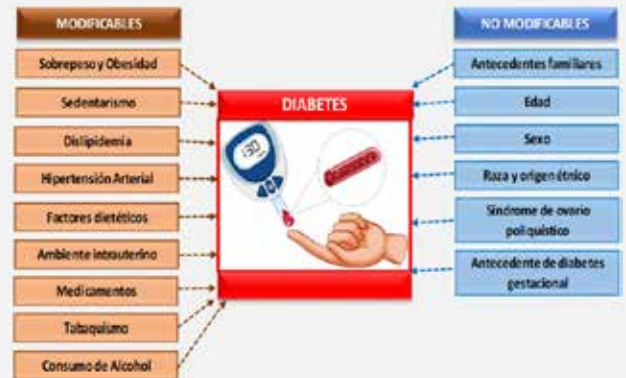 MODIFICABLES
Sobrepeso y Obesidad
Sedentarismo
Dislipidemia
Hipertensión Arterial
Factores dietéticos
Ambiente intrauterino
Medicamentos
Tabaquismo
Consumo de Alcohol
DIABETES
130
NO MODIFICABLES
Antecedentes familiares
Edad
Sexo
Raza y origen étnico
Síndrome de ovario
poliquístico
Antecedente de diabetes
gestacional